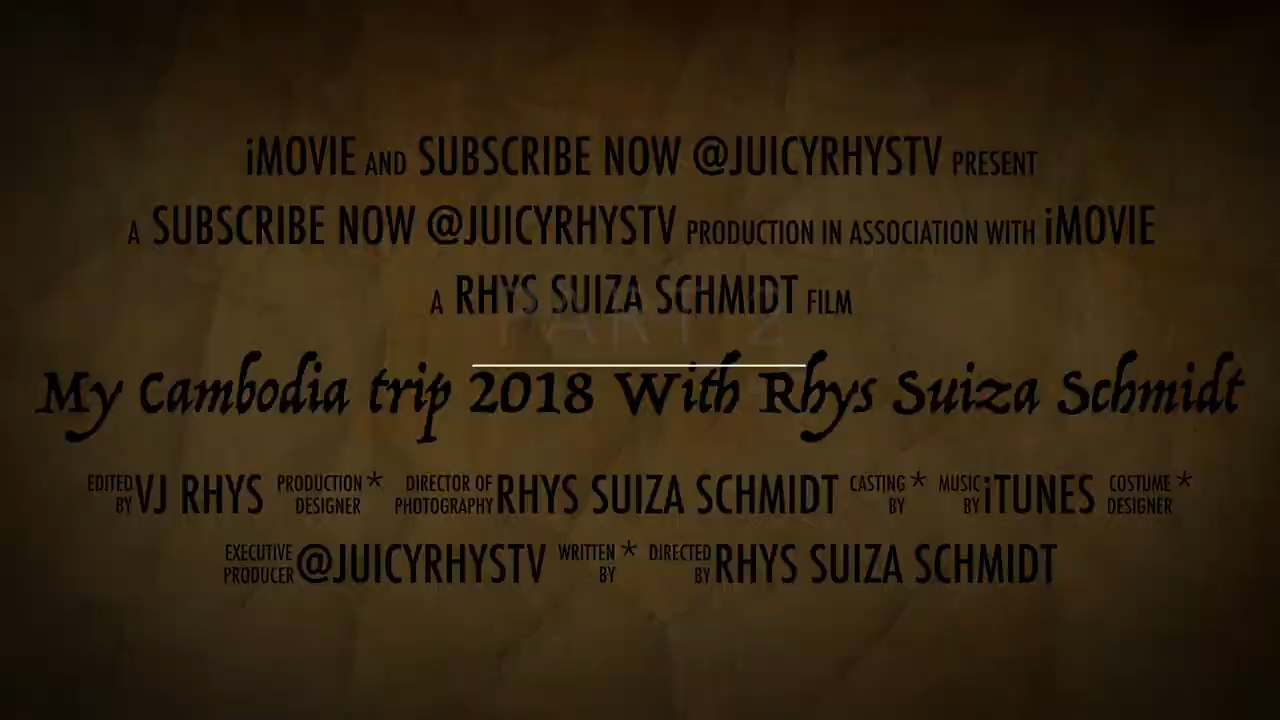 iMOVIE AND SUBSCRIBE NOW @JUICYRHYSTV PRESENT
A SUBSCRIBE NOW @JUICYRHYSTV PRODUCTION IN ASSOCIATION WITH iMOVIE
A RHYS SUIZA SCHMIDT FILM
PART 2
My Cambodia trip 2018 With Rhys Suiza Schmidt
EDITED BY VJ RHYS PRODUCTION DESIGNER * DIRECTOR OF PHOTOGRAPHY RHYS SUIZA SCHMIDT CASTING BY * MUSIC BY iTUNES COSTUME DESIGNER *
EXECUTIVE PRODUCER @JUICYRHYSTV WRITTEN BY * DIRECTED BY RHYS SUIZA SCHMIDT